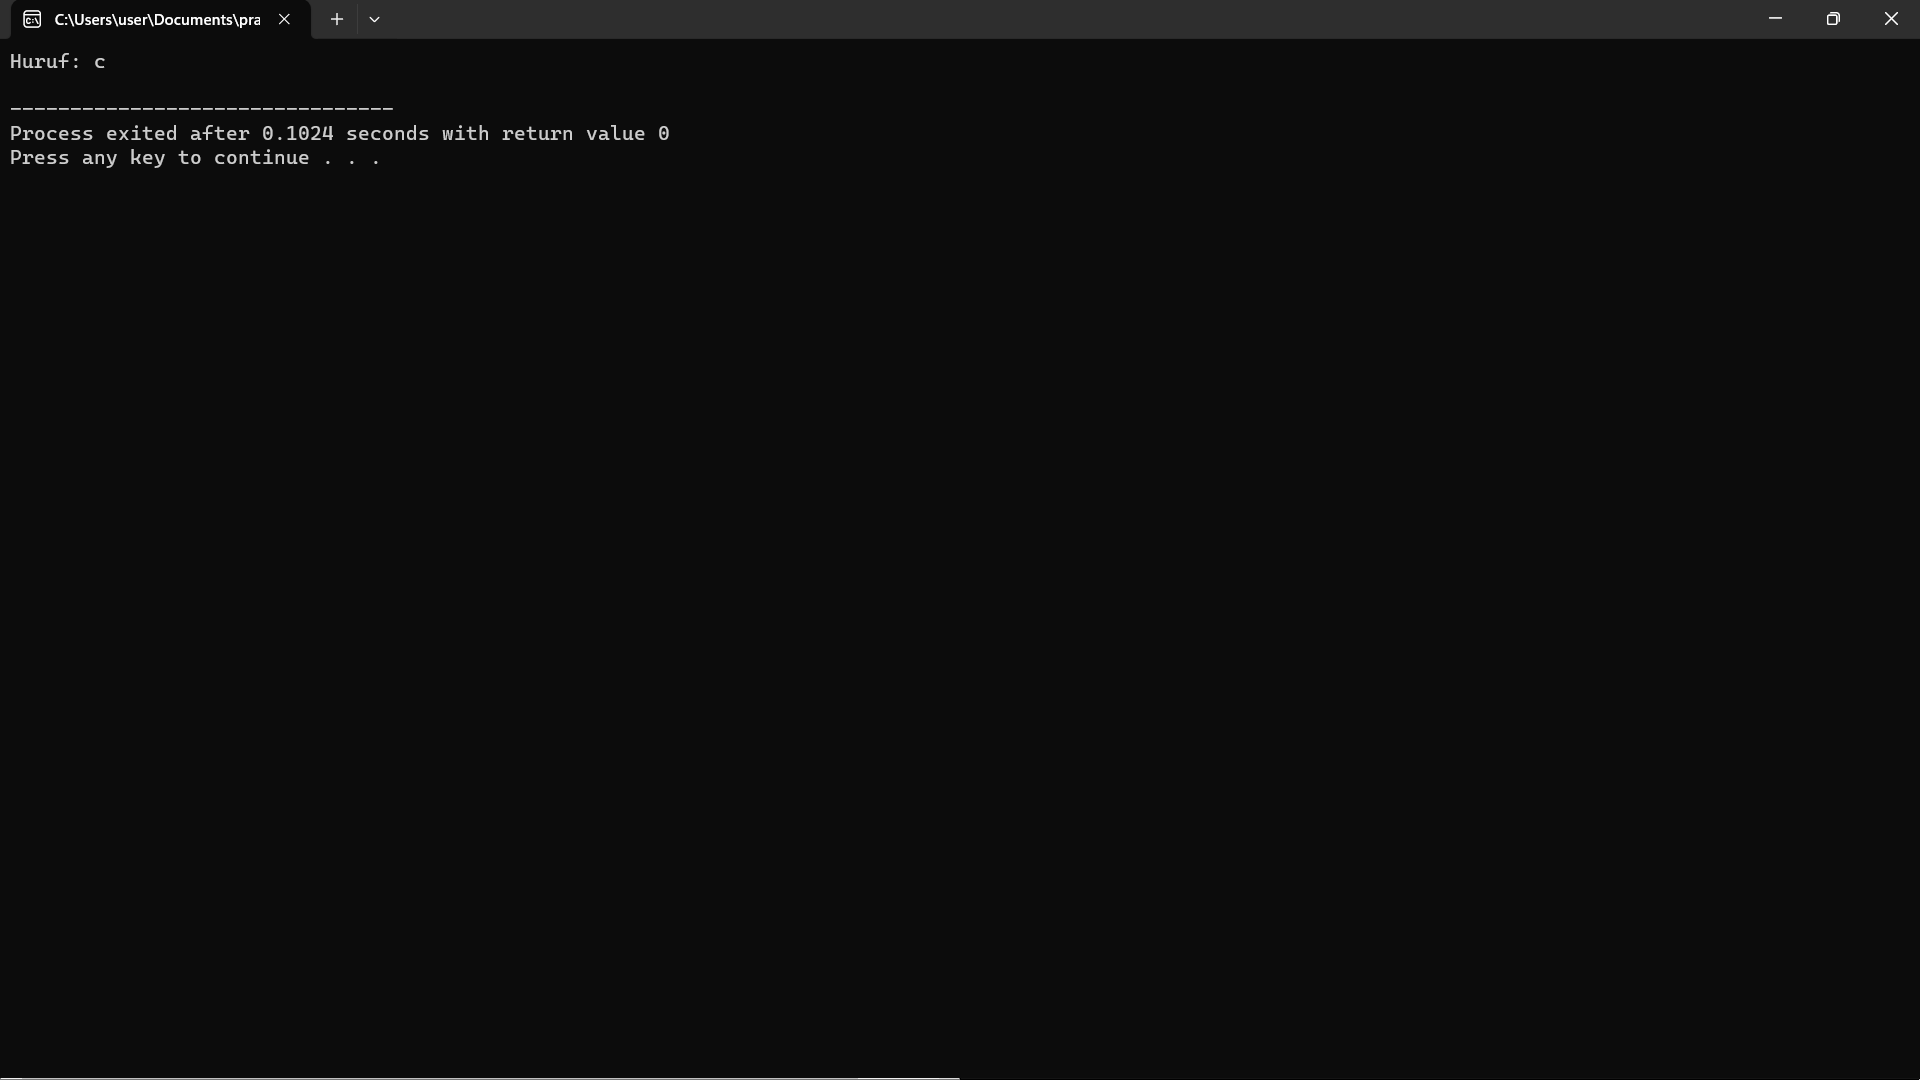 C:\Users\user\Documents\pra
Huruf: c
--------------------------------
Process exited after 0.1024 seconds with return value 0
Press any key to continue . . .